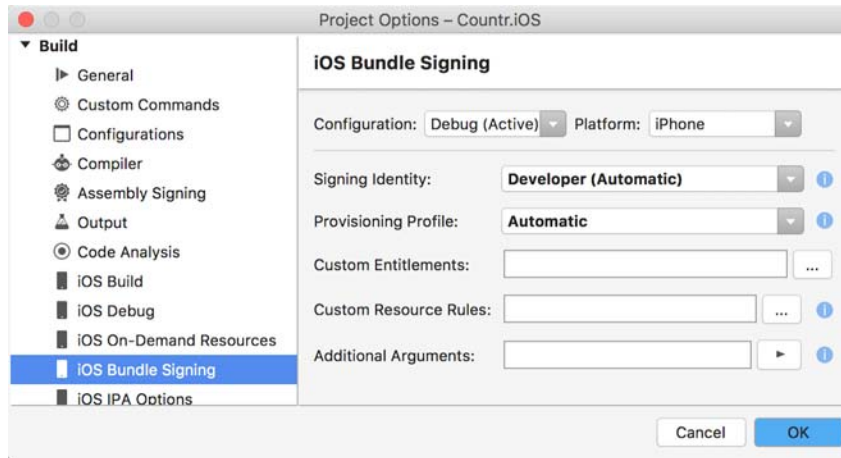 Project Options – Countr.iOS
Build
General
Custom Commands
Configurations
Compiler
Assembly Signing
Output
Code Analysis
iOS Build
iOS Debug
iOS On-Demand Resources
iOS Bundle Signing
iOS IPA Options
iOS Bundle Signing
Configuration: Debug (Active) Platform: iPhone
Signing Identity: Developer (Automatic)
Provisioning Profile: Automatic
Custom Entitlements: ...
Custom Resource Rules: ...
Additional Arguments:
Cancel OK